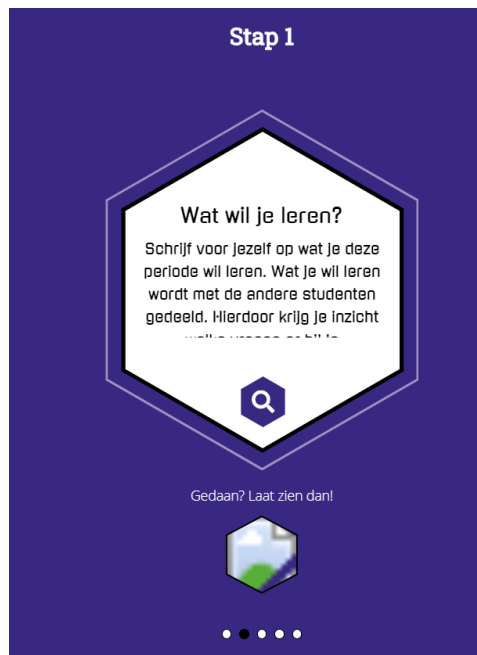 Stap 1
Wat wil je leren?
Schrijf voor jezelf op wat je deze
periode wil leren. Wat je wil leren
wordt met de andere studenten
gedeeld. Hierdoor krijg je inzicht
Gedaan? Laat zien dan!